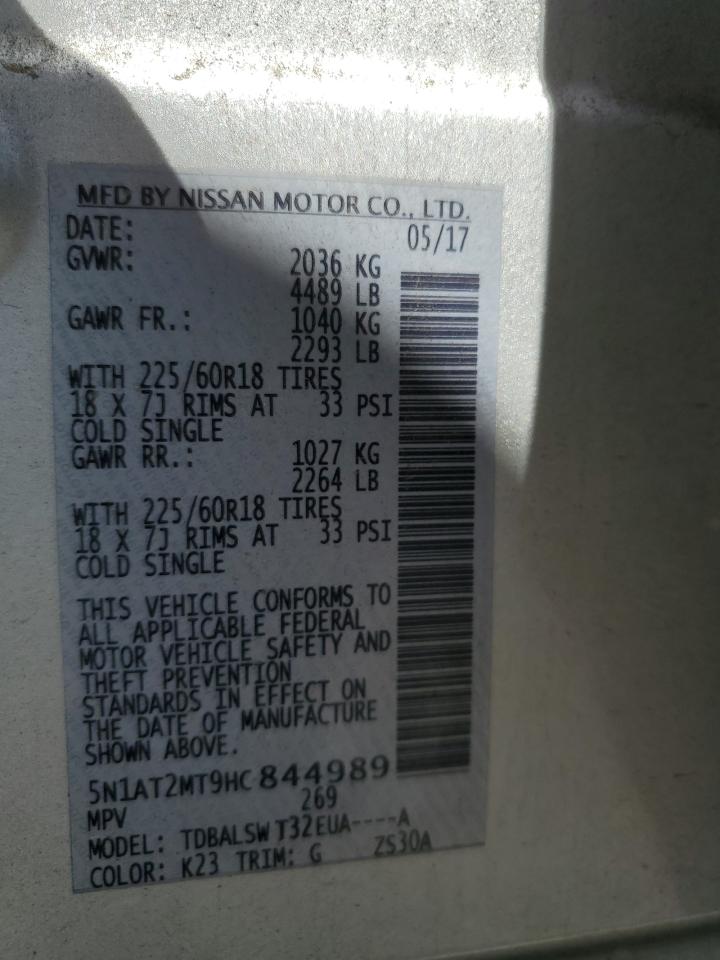 MFD BY NISSAN MOTOR CO., LTD.
DATE: 05/17
GVWR: 2036 KG
4489 LB
GAWR FR.: 1040 KG
2293 LB
WITH 225/60R18 TIRES
18 X 7J RIMS AT 33 PSI
COLD SINGLE
GAWR RR.: 1027 KG
2264 LB
WITH 225/60R18 TIRES
18 X 7J RIMS AT 33 PSI
COLD SINGLE
THIS VEHICLE CONFORMS TO
ALL APPLICABLE FEDERAL
MOTOR VEHICLE SAFETY AND
THEFT PREVENTION
STANDARDS IN EFFECT ON
THE DATE OF MANUFACTURE
SHOWN ABOVE.
5N1AT2MT9HC844989
MPV 269
MODEL: TDBALSWT32EUA----A
COLOR: K23 TRIM: G ZS30A